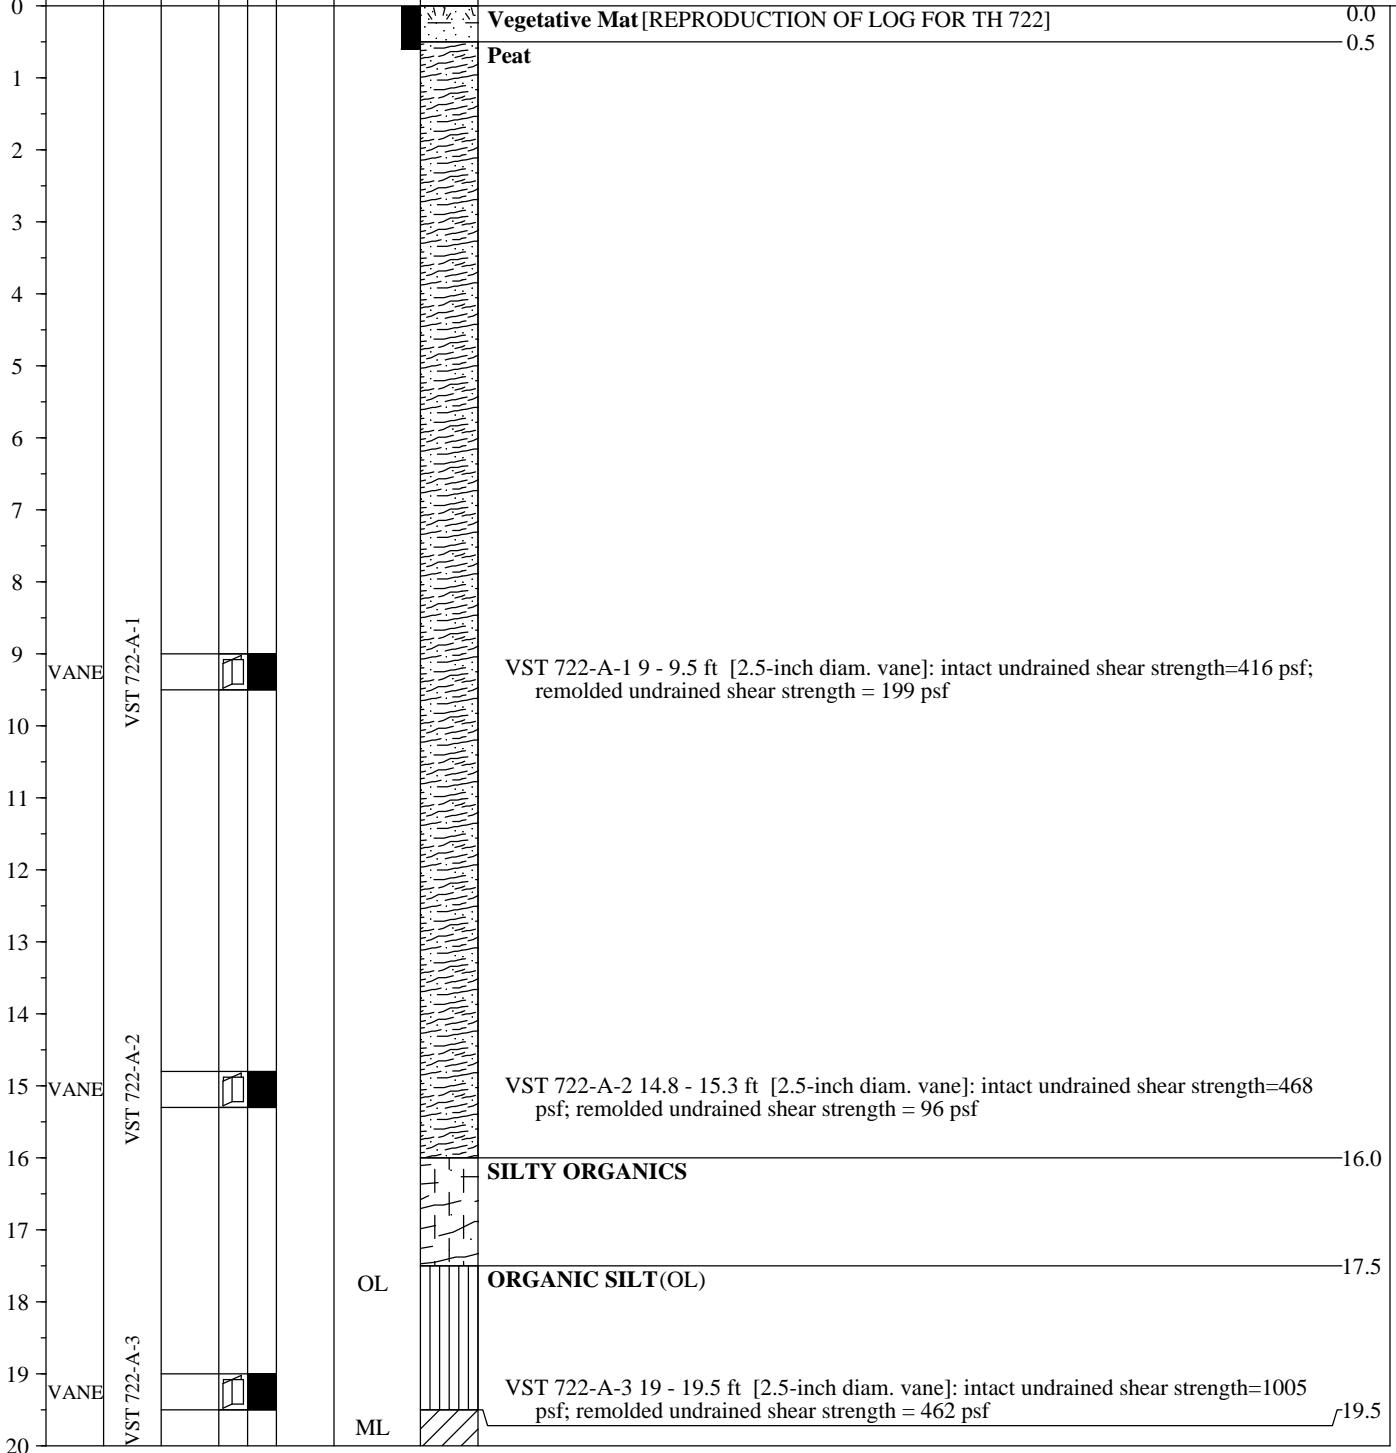 0
Vegetative Mat [REPRODUCTION OF LOG FOR TH 722]
0.0
0.5
Peat
1
2
3
4
5
6
7
8
9
VANE
VST 722-A-1
VST 722-A-1 9 - 9.5 ft [2.5-inch diam. vane]: intact undrained shear strength=416 psf;
remolded undrained shear strength = 199 psf
10
11
12
13
14
15
VANE
VST 722-A-2
VST 722-A-2 14.8 - 15.3 ft [2.5-inch diam. vane]: intact undrained shear strength=468
psf; remolded undrained shear strength = 96 psf
16
16.0
SILTY ORGANICS
17
17.5
OL
ORGANIC SILT (OL)
18
19
VANE
VST 722-A-3
VST 722-A-3 19 - 19.5 ft [2.5-inch diam. vane]: intact undrained shear strength=1005
psf; remolded undrained shear strength = 462 psf
19.5
ML
20